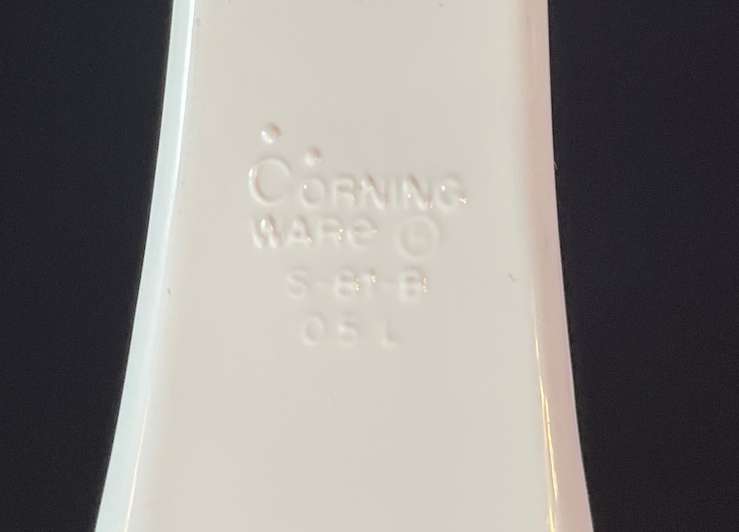 CORNING
WARE ®
S-81-B
0.5 L